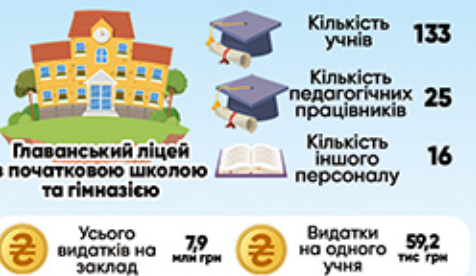 Главанський ліцей
з початковою школою
та гімназією
Кількість
учнів
133
Кількість
педагогічних
працівників
25
Кількість
іншого
персоналу
16
Усього
видатків на
заклад
7,9
млн грн
Видатки
на одного
учня
59,2
тис грн